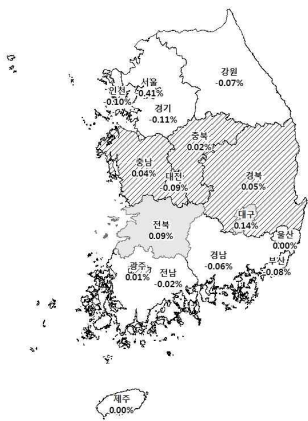 강원
-0.07%
서울
-0.41%
인천
-0.10%
경기
-0.11%
충북
0.02%
충남
0.04%
대전
0.09%
경북
0.05%
대구
0.14%
전북
0.09%
울산
0.00%
경남
-0.06%
부산
-0.08%
광주
0.01%
전남
-0.02%
제주
0.00%